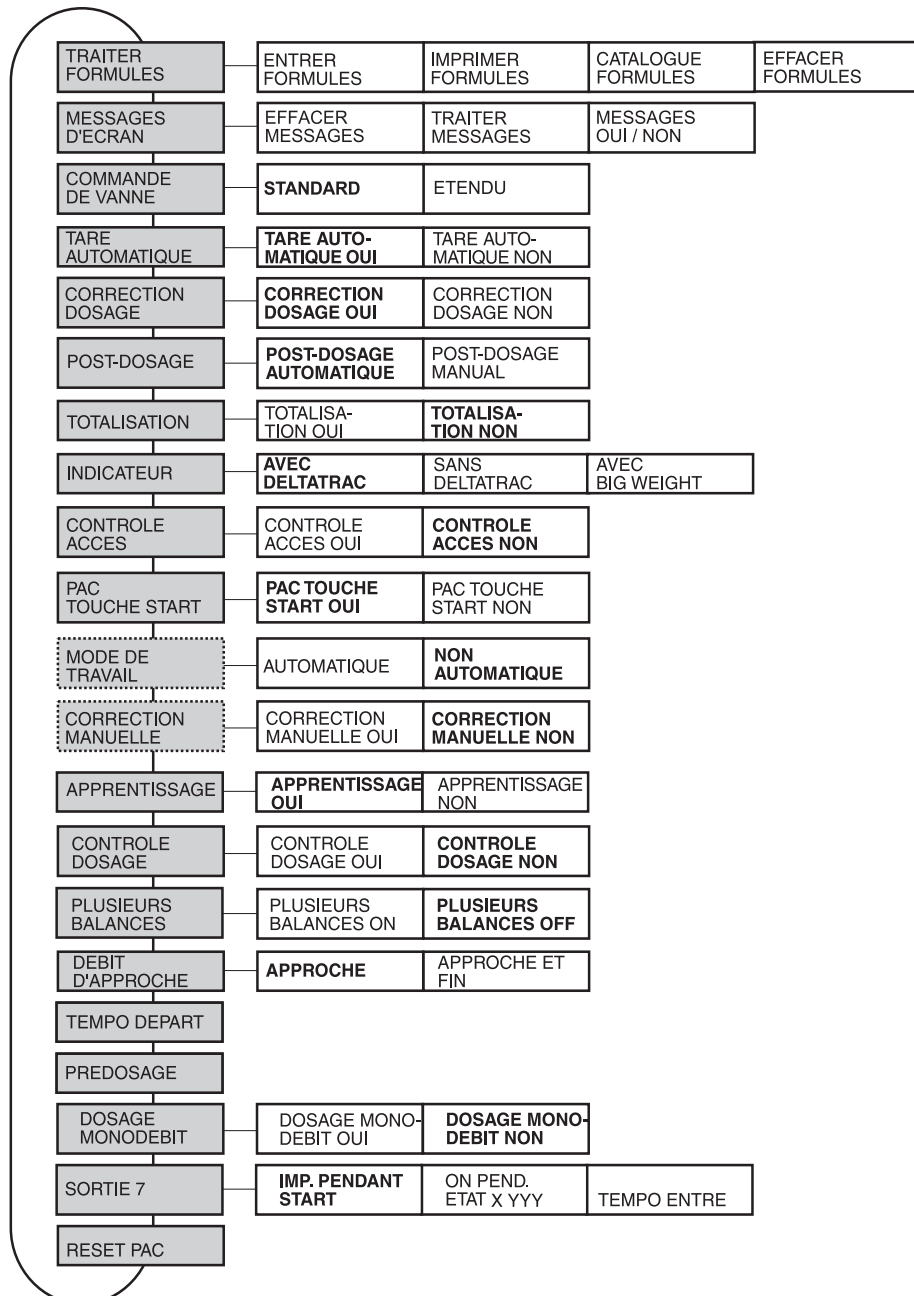 TRAITER
FORMULES
ENTRER
FORMULES
IMPRIMER
FORMULES
CATALOGUE
FORMULES
EFFACER
FORMULES
MESSAGES
D'ECRAN
EFFACER
MESSAGES
TRAITER
MESSAGES
MESSAGES
OUI / NON
COMMANDE
DE VANNE
STANDARD
ETENDU
TARE
AUTOMATIQUE
TARE AUTO-
MATIQUE OUI
TARE AUTO-
MATIQUE NON
CORRECTION
DOSAGE
CORRECTION
DOSAGE OUI
CORRECTION
DOSAGE NON
POST-DOSAGE
POST-DOSAGE
AUTOMATIQUE
POST-DOSAGE
MANUAL
TOTALISATION
TOTALISA-
TION OUI
TOTALISA-
TION NON
INDICATEUR
AVEC
DELTATRAC
SANS
DELTATRAC
AVEC
BIG WEIGHT
CONTROLE
ACCES
CONTROLE
ACCES OUI
CONTROLE
ACCES NON
PAC
TOUCHE START
PAC TOUCHE
START OUI
PAC TOUCHE
START NON
MODE DE
TRAVAIL
AUTOMATIQUE
NON
AUTOMATIQUE
CORRECTION
MANUELLE
CORRECTION
MANUELLE OUI
CORRECTION
MANUELLE NON
APPRENTISSAGE
APPRENTISSAGE
OUI
APPRENTISSAGE
NON
CONTROLE
DOSAGE
CONTROLE
DOSAGE OUI
CONTROLE
DOSAGE NON
PLUSIEURS
BALANCES
PLUSIEURS
BALANCES ON
PLUSIEURS
BALANCES OFF
DEBIT
D'APPROCHE
APPROCHE
APPROCHE ET
FIN
TEMPO DEPART
PREDOSAGE
DOSAGE
MONODEBIT
DOSAGE MONO-
DEBIT OUI
DOSAGE MONO-
DEBIT NON
SORTIE 7
IMP. PENDANT
START
ON PEND.
ETAT X YYY
TEMPO ENTRE
RESET PAC